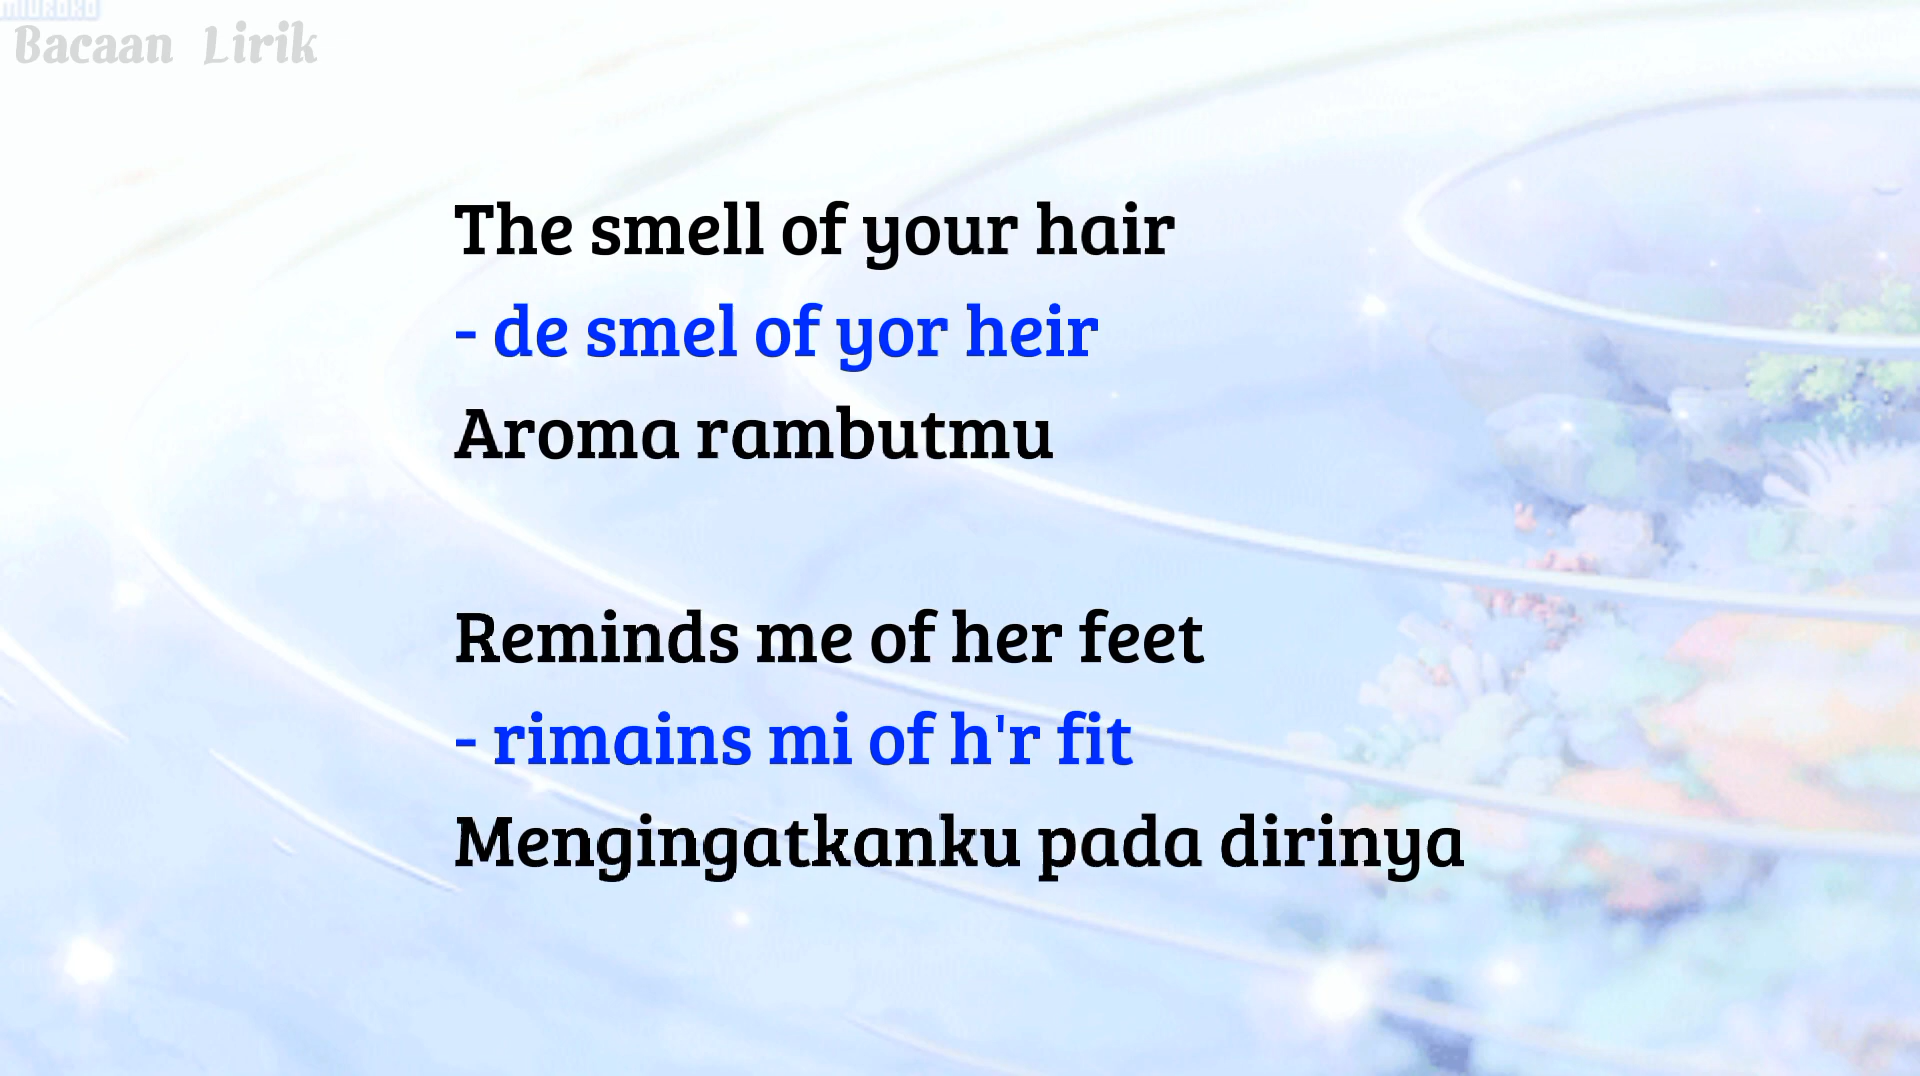 MIUROKO
Bacaan Lirik
The smell of your hair
- de smel of yor heir
Aroma rambutmu
Reminds me of her feet
- rimains mi of h'r fit
Mengingatkanku pada dirinya